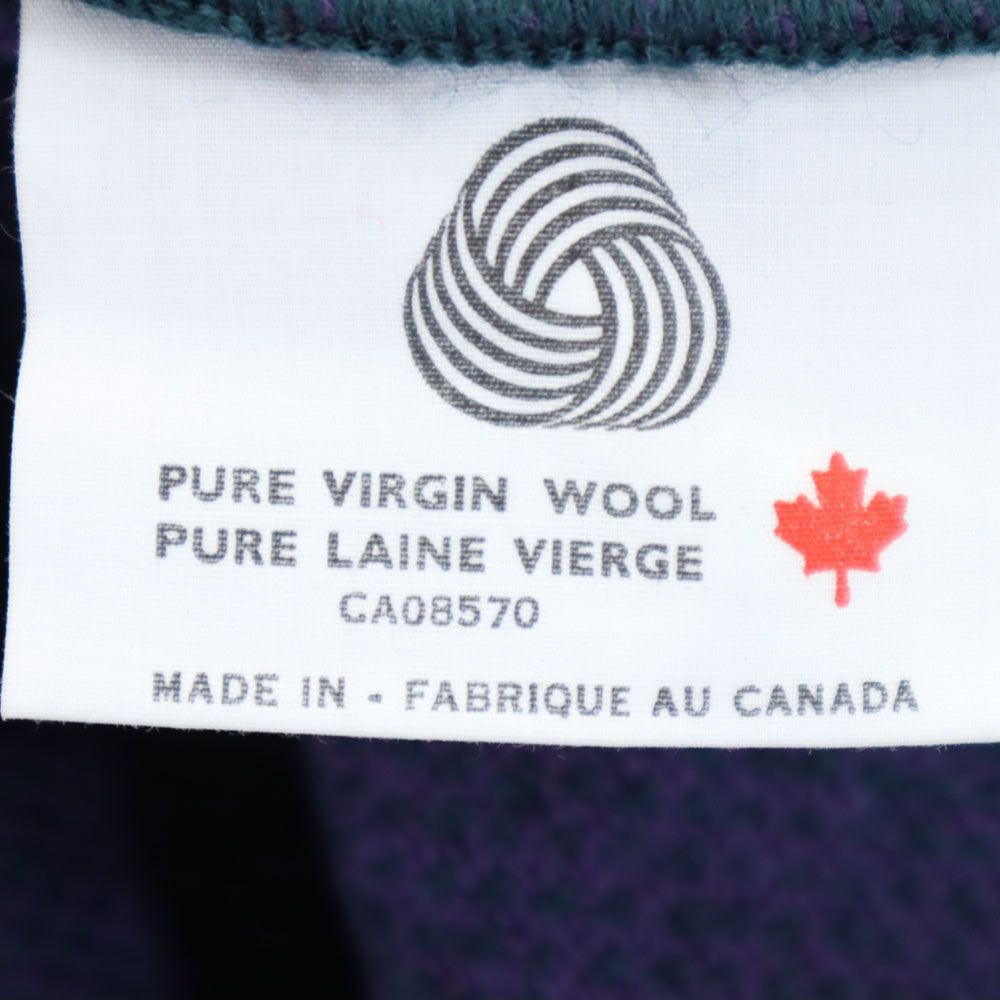 PURE VIRGIN WOOL
PURE LAINE VIERGE
CA08570
MADE IN - FABRIQUE AU CANADA